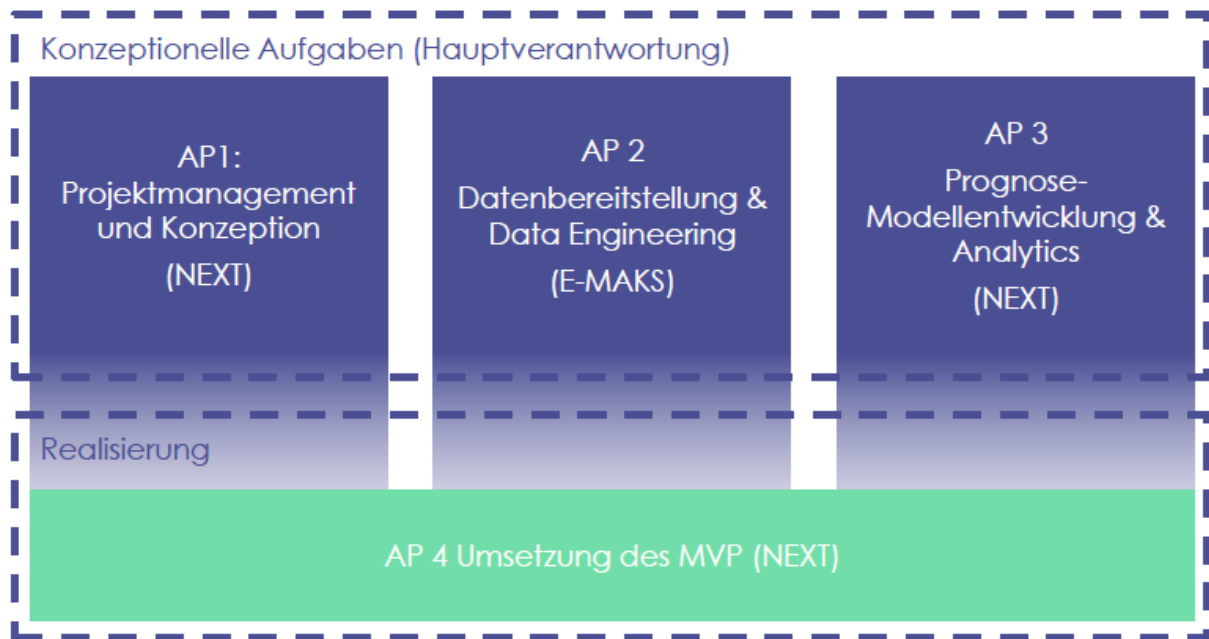 Konzeptionelle Aufgaben (Hauptverantwortung)
AP1:
Projektmanagement
und Konzeption
(NEXT)
AP 2
Datenbereitstellung &
Data Engineering
(E-MAKS)
AP 3
Prognose-
Modellentwicklung &
Analytics
(NEXT)
Realisierung
AP 4 Umsetzung des MVP (NEXT)